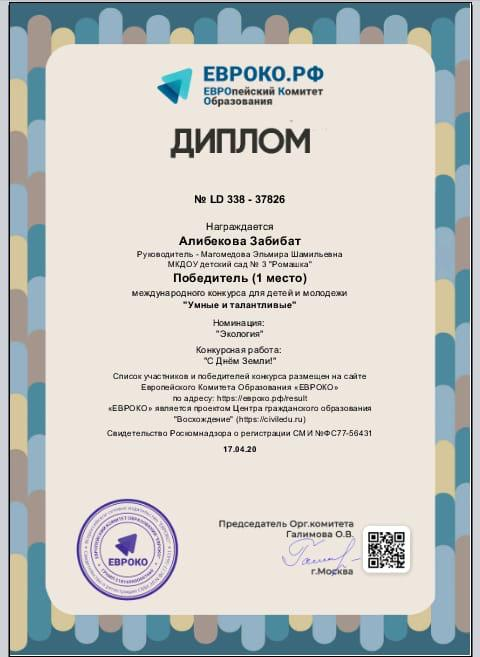 ЕВРОКО.РФ
ЕВРОпейский Комитет
Образования
ДИПЛОМ
№ LD 338 - 37826
Награждается
Алибекова Забибат
Руководитель - Магомедова Эльмира Шамильевна
МКДОУ детский сад № 3 "Ромашка"
Победитель (1 место)
международного конкурса для детей и молодежи
"Умные и талантливые"
Номинация:
"Экология"
Конкурсная работа:
"С Днём Земли!"
Список участников и победителей конкурса размещен на сайте
Европейского Комитета Образования «ЕВРОКО»
по адресу: https://евроко.рф/result
«ЕВРОКО» является проектом Центра гражданского образования
"Восхождение" (https://civiledu.ru)
Свидетельство Роскомнадзора о регистрации СМИ №ФС77-56431
17.04.20
Председатель Орг.комитета
Галимова О.В.
г.Москва
ЕВРОКО